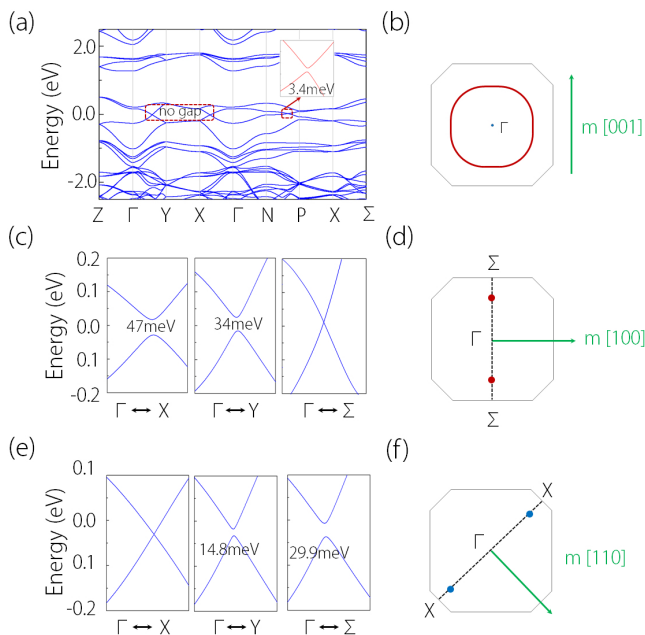 (a)
Energy (eV)
2.0
0.0
-2.0
no gap
3.4meV
Z Γ Y X Γ N P X Σ
(b)
Γ
m [001]
(c)
Energy (eV)
0.2
0.1
0.0
0.1
-0.2
47meV
34meV
Γ ↔ X
Γ ↔ Y
Γ ↔ Σ
(d)
Σ
Γ
m [100]
Σ
(e)
Energy (eV)
0.1
0.0
0.1
-0.2
14.8meV
29.9meV
Γ ↔ X
Γ ↔ Y
Γ ↔ Σ
(f)
X
Γ
m [110]
X